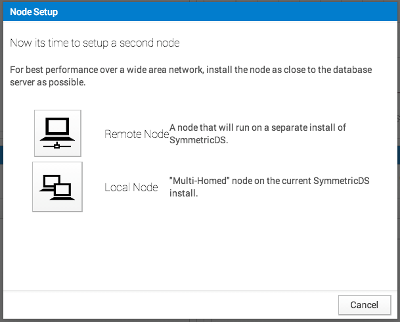 Node Setup
Now its time to setup a second node
For best performance over a wide area network, install the node as close to the database
server as possible.
Remote Node
A node that will run on a separate install of
SymmetricDS.
Local Node
"Multi-Homed" node on the current SymmetricDS
install.
Cancel